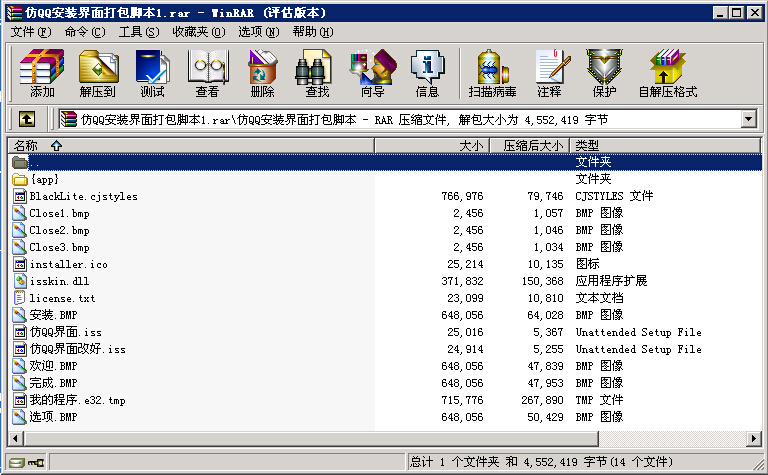 仿QQ安装界面打包脚本1.rar - WinRAR (评估版本)
文件(F) 命令(C) 工具(S) 收藏夹(O) 选项(N) 帮助(H)
添加 解压到 测试 查看 删除 查找 向导 信息 扫描病毒 注释 保护 自解压格式
仿QQ安装界面打包脚本1.rar\仿QQ安装界面打包脚本 - RAR 压缩文件, 解包大小为 4,552,419 字节
名称 大小 压缩后大小 类型
.. 文件夹
{app} 文件夹
BlackLite.cjstyles 766,976 79,746 CJSTYLES 文件
Close1.bmp 2,456 1,057 BMP 图像
Close2.bmp 2,456 1,046 BMP 图像
Close3.bmp 2,456 1,034 BMP 图像
installer.ico 25,214 10,135 图标
isskin.dll 371,832 150,368 应用程序扩展
license.txt 23,099 10,810 文本文档
安装.BMP 648,056 64,028 BMP 图像
仿QQ界面.iss 25,016 5,367 Unattended Setup File
仿QQ界面改好.iss 24,914 5,255 Unattended Setup File
欢迎.BMP 648,056 47,839 BMP 图像
完成.BMP 648,056 47,953 BMP 图像
我的程序.e32.tmp 715,776 267,890 TMP 文件
选项.BMP 648,056 50,429 BMP 图像
总计 1 个文件夹 和 4,552,419 字节(14 个文件)